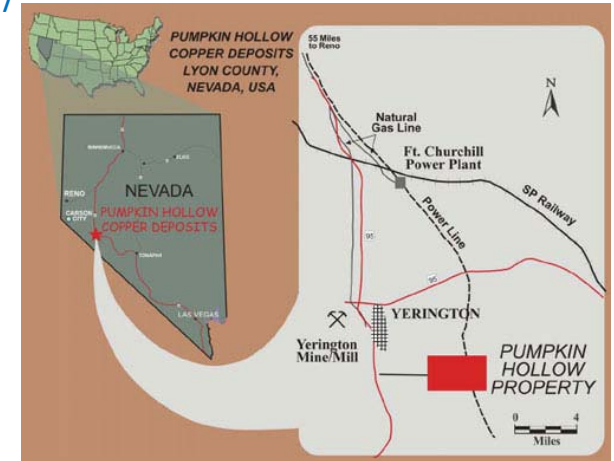 PUMPKIN HOLLOW
COPPER DEPOSITS
LYON COUNTY,
NEVADA, USA
WINNEMUCCA
ELKO
RENO
NEVADA
CARSON
CITY
PUMPKIN HOLLOW
COPPER DEPOSITS
TONAPAH
LAS VEGAS
55 Miles
to Reno
N
Natural
Gas Line
Ft. Churchill
Power Plant
SP Railway
Power Line
95
95
YERINGTON
Yerington
Mine/Mill
PUMPKIN
HOLLOW
PROPERTY
0 4
Miles